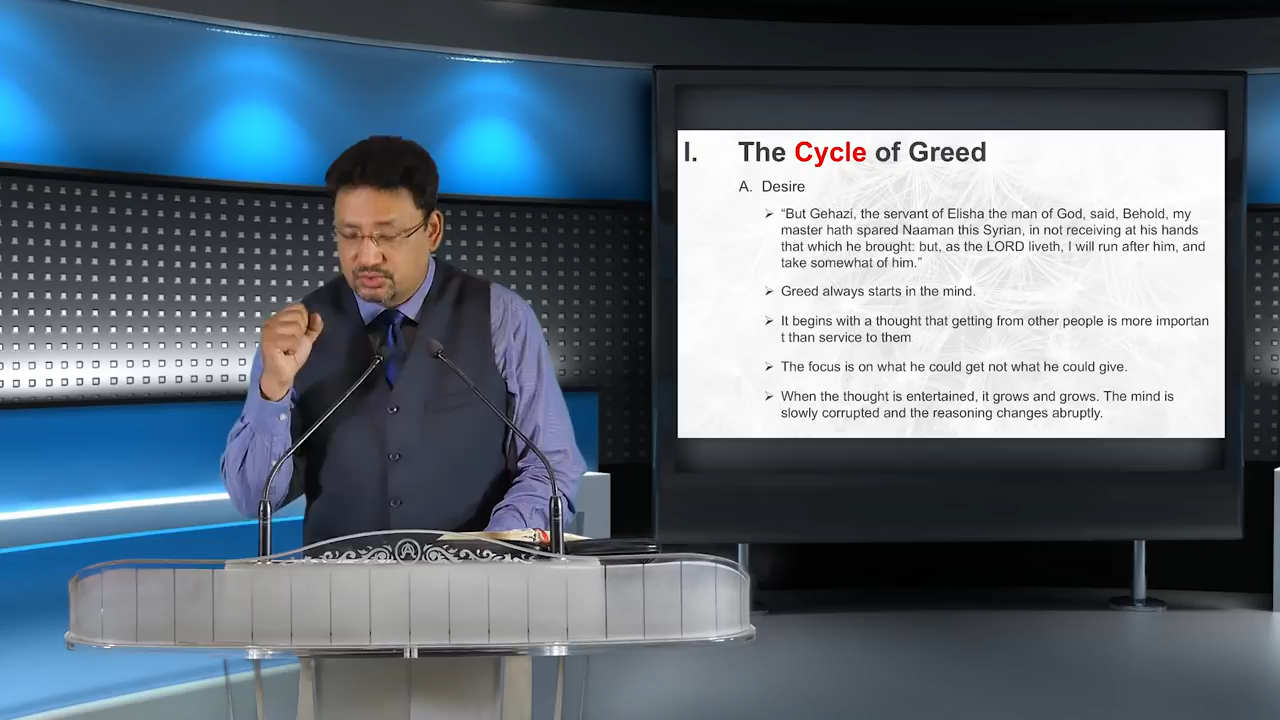 I. The Cycle of Greed
A. Desire
➢ “But Gehazi, the servant of Elisha the man of God, said, Behold, my
master hath spared Naaman this Syrian, in not receiving at his hands
that which he brought: but, as the LORD liveth, I will run after him, and
take somewhat of him.”
➢ Greed always starts in the mind.
➢ It begins with a thought that getting from other people is more importan
t than service to them
➢ The focus is on what he could get not what he could give.
➢ When the thought is entertained, it grows and grows. The mind is
slowly corrupted and the reasoning changes abruptly.